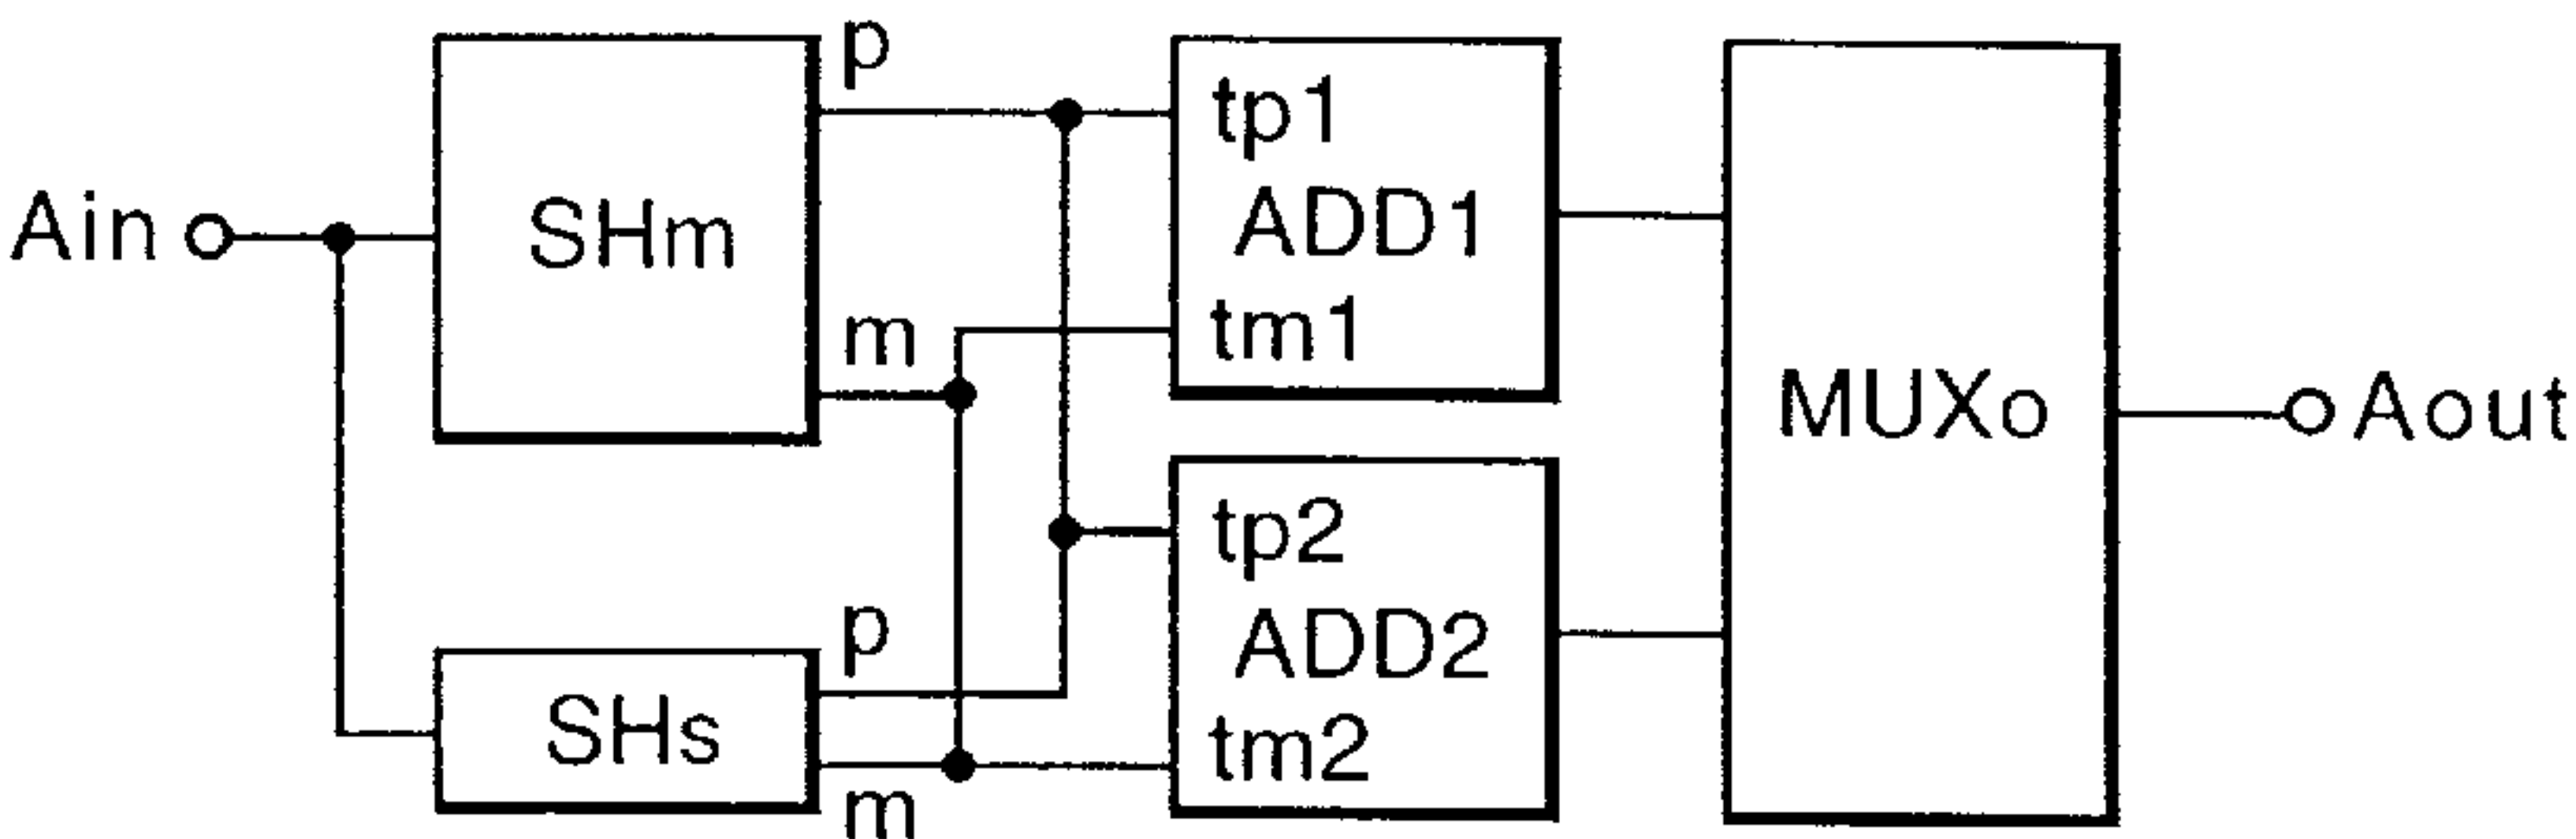 Ain
SHm
p
m
SHs
p
m
tp1
ADD1
tm1
tp2
ADD2
tm2
MUXo
Aout